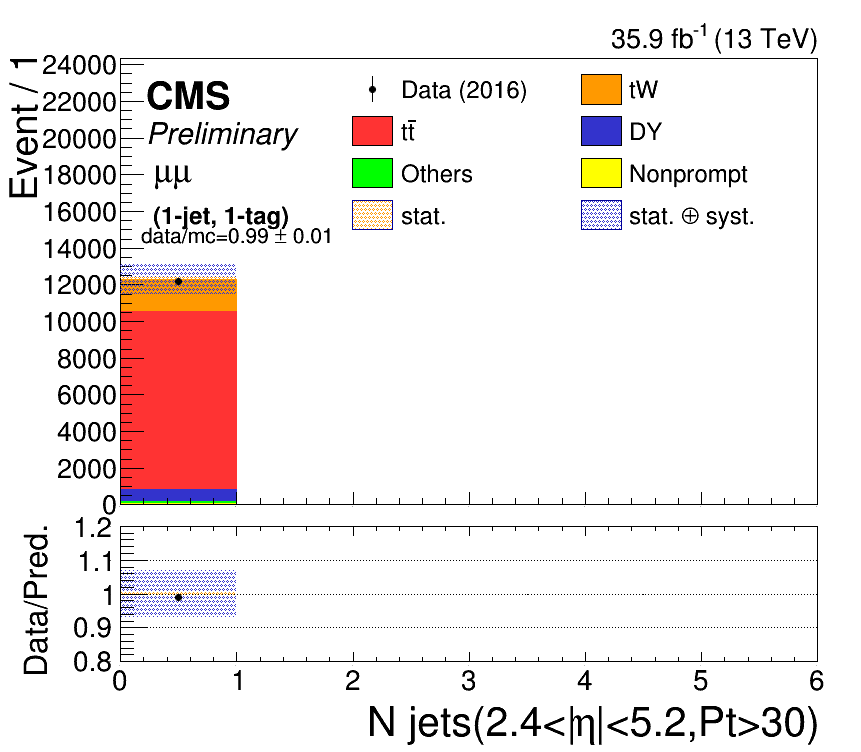 35.9 fb⁻¹ (13 TeV)
Event / 1
24000
22000
20000
18000
16000
14000
12000
10000
8000
6000
4000
2000
0
CMS
Preliminary
μμ
(1-jet, 1-tag)
data/mc=0.99 ± 0.01
Data (2016)
tW
tt̄
DY
Others
Nonprompt
stat.
stat. ⊕ syst.
Data/Pred.
1.2
1.1
1
0.9
0.8
0 1 2 3 4 5 6
N jets(2.4<|η|<5.2,Pt>30)